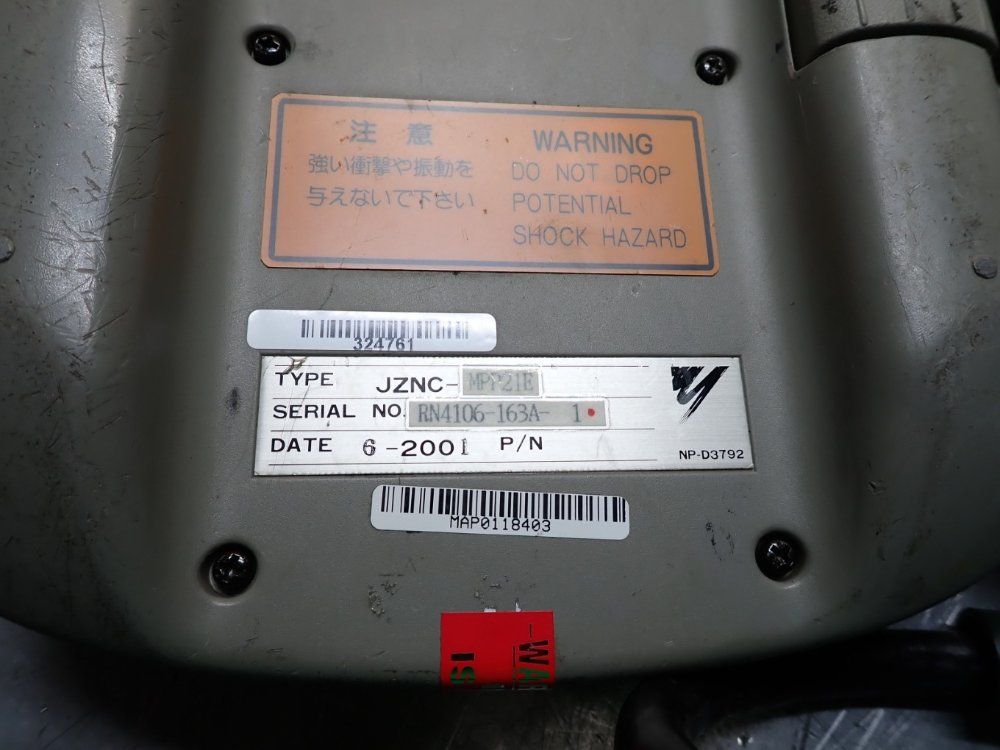 注 意
強い衝撃や振動を
与えないで下さい
WARNING
DO NOT DROP
POTENTIAL
SHOCK HAZARD
324761
TYPE JZNC-MPP21E
SERIAL NO. RN4106-163A- 1
DATE 6-2001 P/N
NP-D3792
MAP0118403